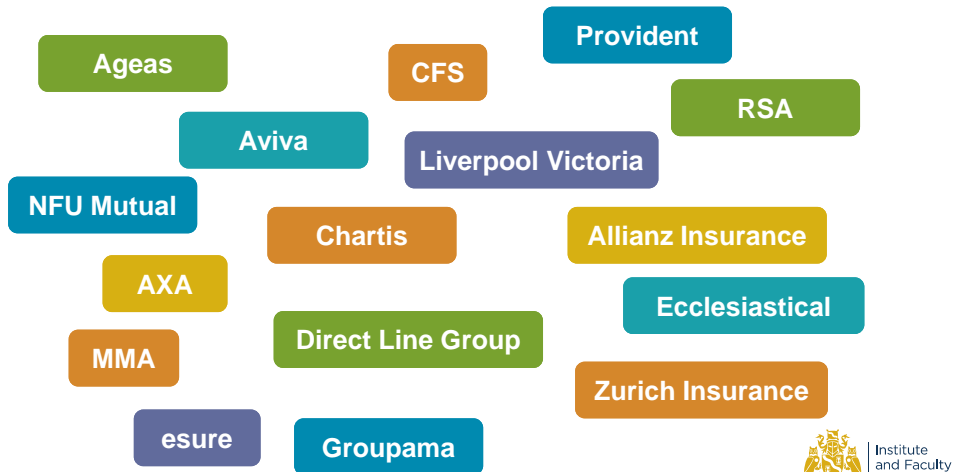 Provident
Ageas
CFS
RSA
Aviva
Liverpool Victoria
NFU Mutual
Chartis
Allianz Insurance
AXA
Ecclesiastical
Direct Line Group
MMA
Zurich Insurance
esure
Groupama
Institute
and Faculty